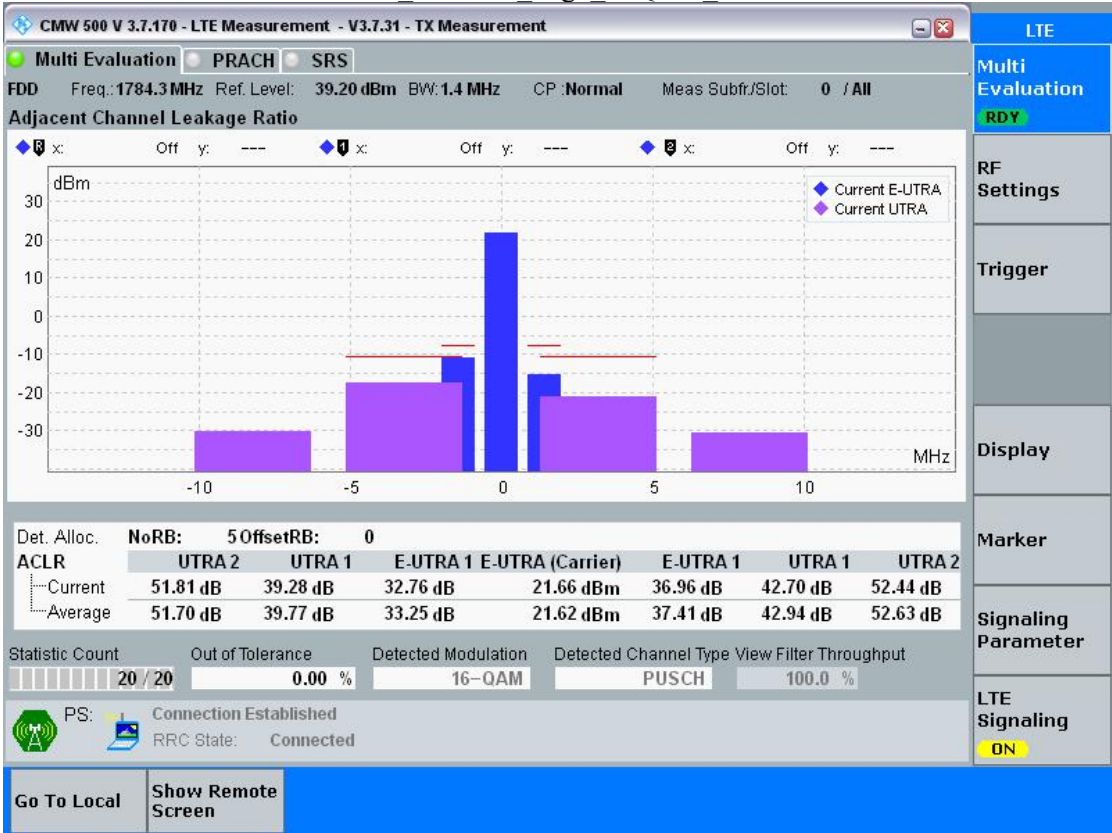 CMW 500 V 3.7.170 - LTE Measurement - V3.7.31 - TX Measurement
LTE
Multi Evaluation PRACH SRS
Multi Evaluation
RDY
FDD Freq.:1784.3 MHz Ref. Level: 39.20 dBm BW:1.4 MHz CP :Normal Meas Subfr./Slot: 0 / All
Adjacent Channel Leakage Ratio
R x: Off y: --- 1 x: Off y: --- 2 x: Off y: ---
dBm
Current E-UTRA
Current UTRA
30
20
10
0
-10
-20
-30
MHz
-10 -5 0 5 10
RF Settings
Trigger
Display
Marker
Signaling Parameter
LTE Signaling
ON
Det. Alloc. NoRB: 5 OffsetRB: 0
ACLR UTRA 2 UTRA 1 E-UTRA 1 E-UTRA (Carrier) E-UTRA 1 UTRA 1 UTRA 2
Current 51.81 dB 39.28 dB 32.76 dB 21.66 dBm 36.96 dB 42.70 dB 52.44 dB
Average 51.70 dB 39.77 dB 33.25 dB 21.62 dBm 37.41 dB 42.94 dB 52.63 dB
Statistic Count Out of Tolerance Detected Modulation Detected Channel Type View Filter Throughput
20 / 20 0.00 % 16-QAM PUSCH 100.0 %
PS: Connection Established
RRC State: Connected
Go To Local
Show Remote Screen